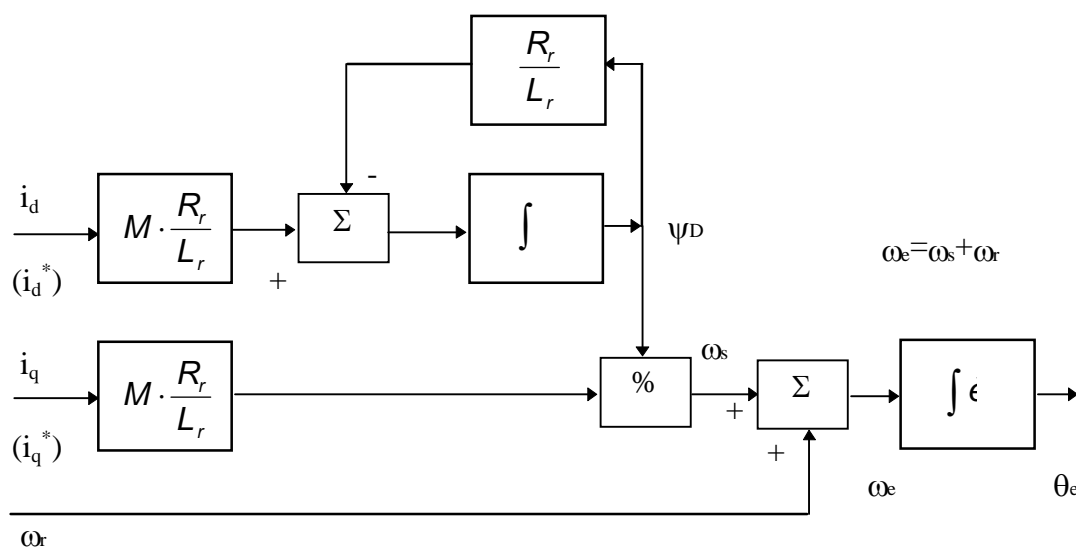 R_r
L_r
-
i_d
M · R_r
L_r
Σ
∫
ψD
(i_d^*)
+
ωe=ωs+ωr
i_q
M · R_r
L_r
%
ωs
+
Σ
∫
(i_q^*)
+
ωe
θe
ωr